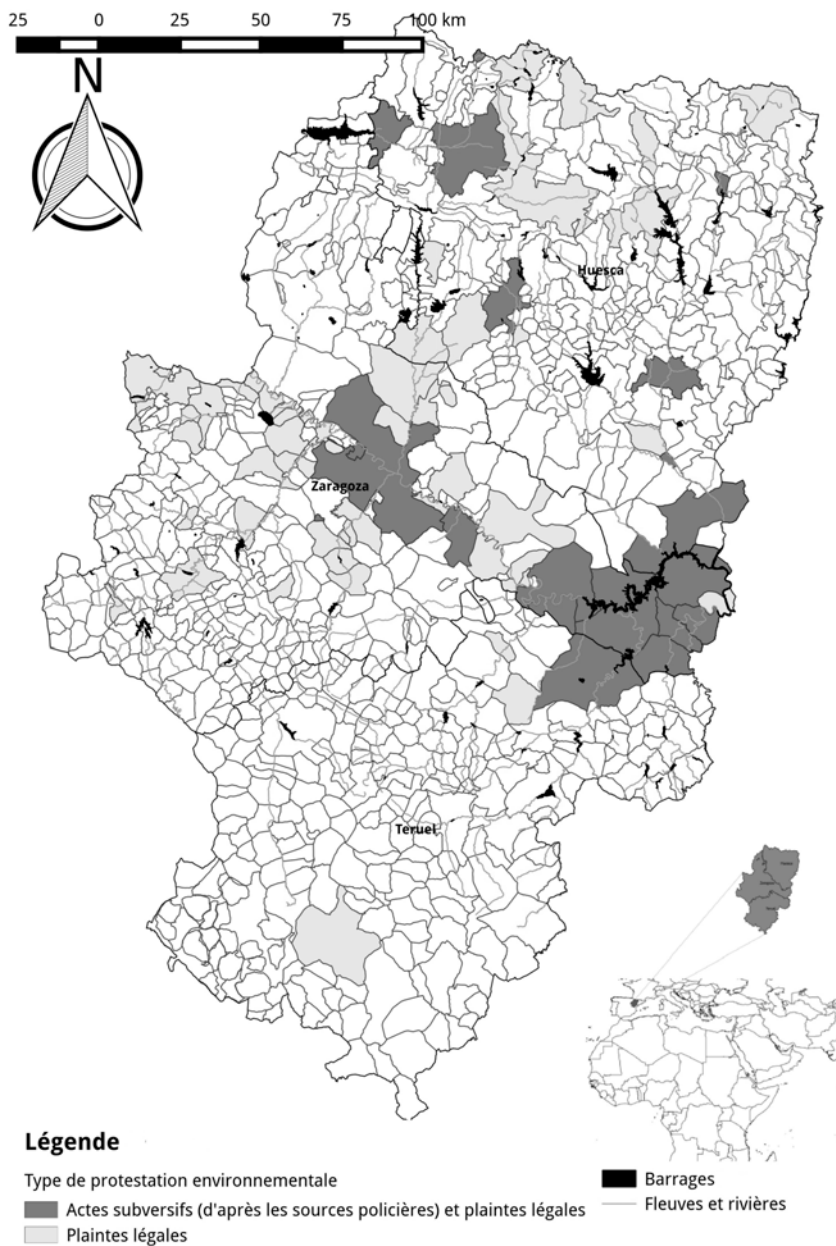 25 0 25 50 75 100 km
N
Huesca
Zaragoza
Teruel
Légende
Type de protestation environnementale
Actes subversifs (d'après les sources policières) et plaintes légales
Plaintes légales
Barrages
Fleuves et rivières